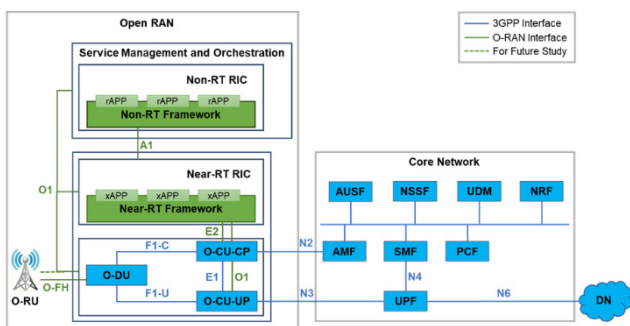 Open RAN
3GPP Interface
O-RAN Interface
For Future Study
Service Management and Orchestration
Non-RT RIC
rAPP rAPP rAPP
Non-RT Framework
A1
Near-RT RIC
xAPP xAPP xAPP
Near-RT Framework
O1
E2
Core Network
AUSF NSSF UDM NRF
F1-C O-CU-CP N2 AMF SMF PCF
O-DU E1 O1 N4
O-FH
O-RU
F1-U O-CU-UP N3 UPF N6 DN